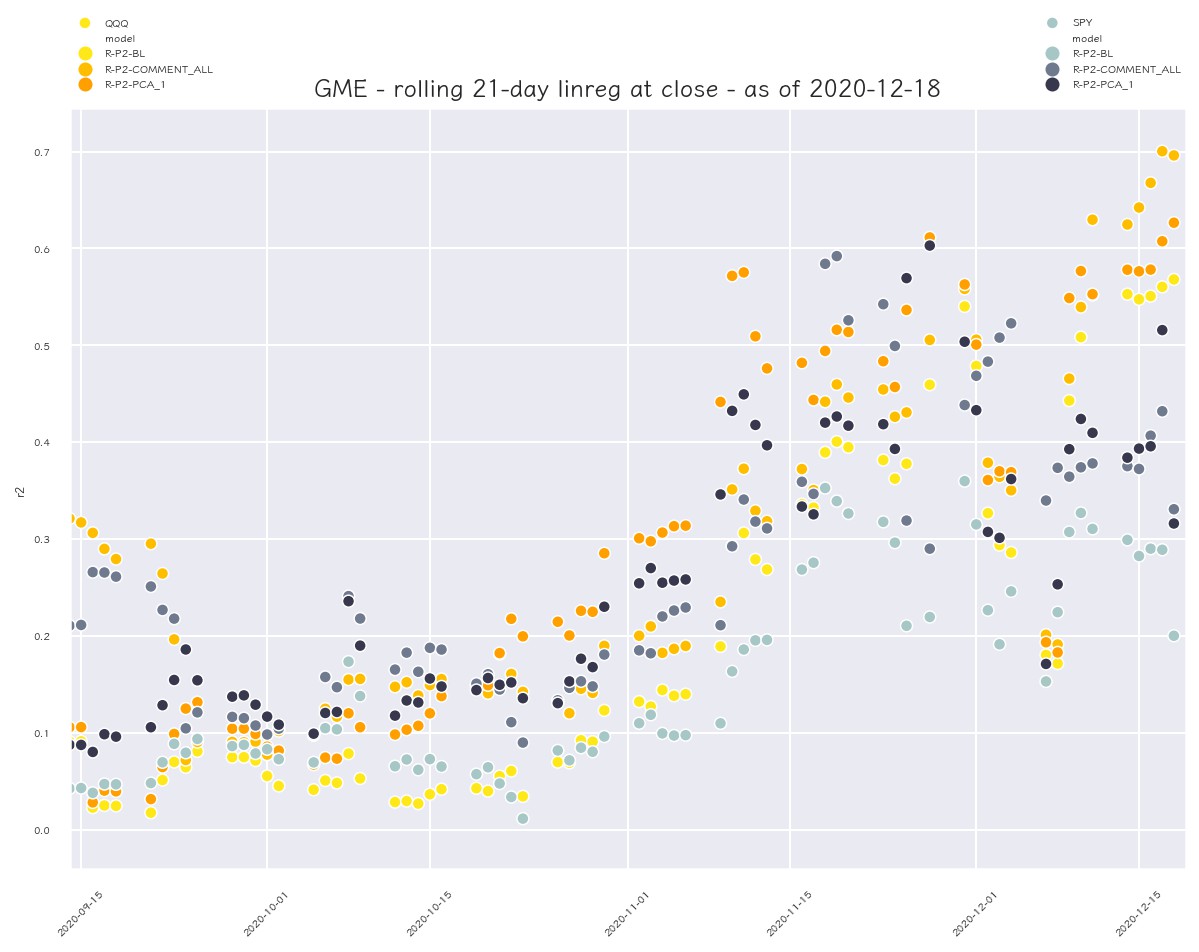 QQQ
model
R-P2-BL
R-P2-COMMENT_ALL
R-P2-PCA_1
SPY
model
R-P2-BL
R-P2-COMMENT_ALL
R-P2-PCA_1
GME - rolling 21-day linreg at close - as of 2020-12-18
0.7
0.6
0.5
0.4
0.3
0.2
0.1
0.0
r2
2020-09-15
2020-10-01
2020-10-15
2020-11-01
2020-11-15
2020-12-01
2020-12-15